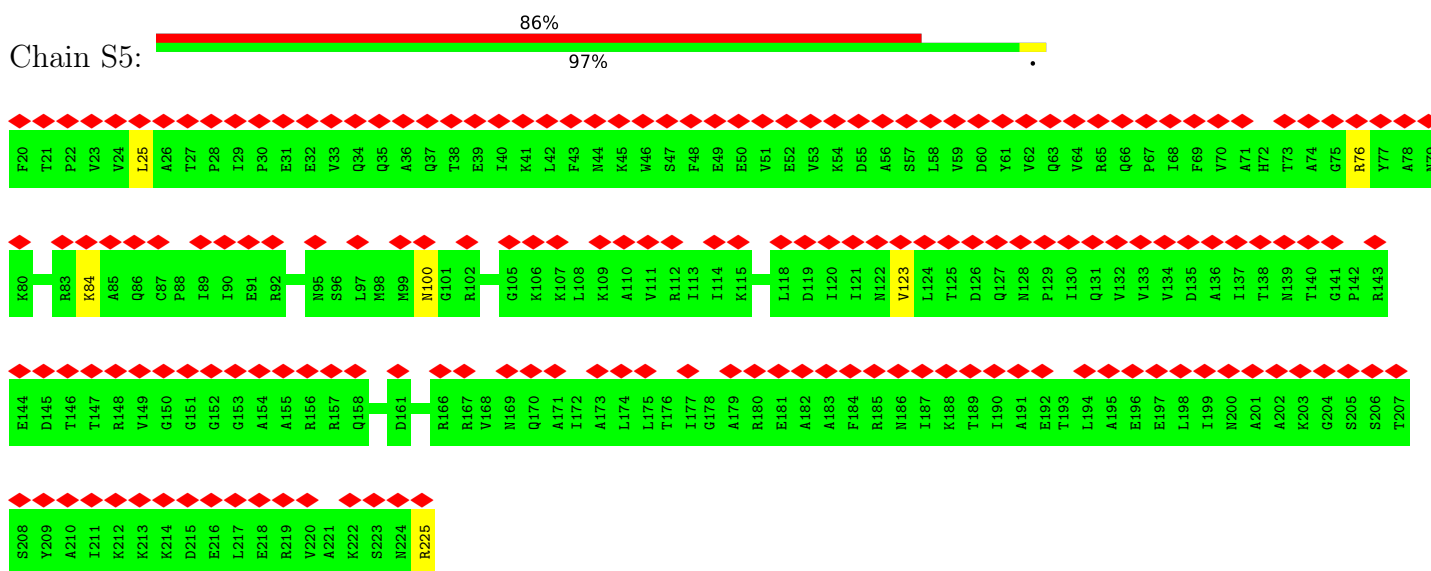 86%
Chain S5:
97% •
F20 T21 P22 V23 V24 L25 A26 T27 P28 I29 P30 E31 E32 V33 Q34 Q35 A36 Q37 T38 E39 I40 K41 L42 F43 N44 K45 W46 S47 F48 E49 E50 V51 E52 V53 K54 D55 A56 S57 L58 V59 D60 Y61 V62 Q63 V64 R65 Q66 P67 I68 F69 V70 A71 H72 T73 A74 G75 R76 Y77 A78 N79
K80 R83 K84 A85 Q86 C87 P88 I89 I90 E91 R92 N95 S96 L97 M98 M99 N100 G101 R102 G105 K106 K107 L108 K109 A110 V111 R112 I113 I114 K115 L118 D119 I120 I121 N122 V123 L124 T125 D126 Q127 N128 P129 I130 Q131 V132 V133 V134 D135 A136 I137 T138 N139 T140 G141 P142 R143
E144 D145 T146 T147 R148 V149 G150 G151 G152 G153 A154 A155 R156 R157 Q158 D161 R166 R167 V168 N169 Q170 A171 I172 A173 L174 L175 T176 I177 G178 A179 R180 E181 A182 A183 F184 R185 N186 I187 K188 T189 I190 A191 E192 T193 L194 A195 E196 E197 L198 I199 N200 A201 A202 K203 G204 S205 S206 T207
S208 Y209 A210 I211 K212 K213 K214 D215 E216 L217 E218 R219 V220 A221 K222 S223 N224 R225